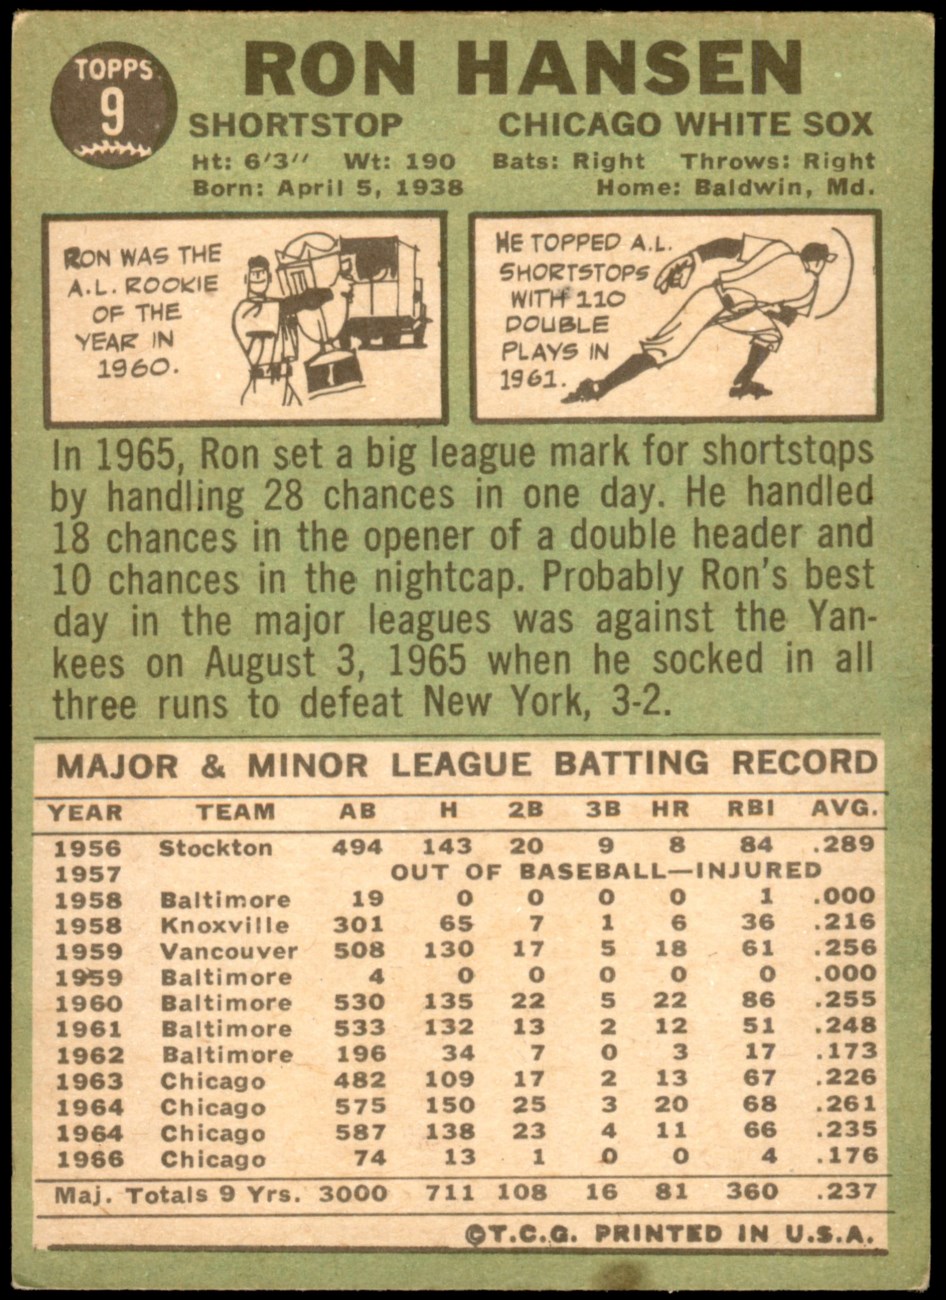 TOPPS
9
RON HANSEN
SHORTSTOP CHICAGO WHITE SOX
Ht: 6'3" Wt: 190 Bats: Right Throws: Right
Born: April 5, 1938 Home: Baldwin, Md.
RON WAS THE
A.L. ROOKIE
OF THE
YEAR IN
1960.
HE TOPPED A.L.
SHORTSTOPS
WITH 110
DOUBLE
PLAYS IN
1961.
In 1965, Ron set a big league mark for shortstops
by handling 28 chances in one day. He handled
18 chances in the opener of a double header and
10 chances in the nightcap. Probably Ron's best
day in the major leagues was against the Yan-
kees on August 3, 1965 when he socked in all
three runs to defeat New York, 3-2.
MAJOR & MINOR LEAGUE BATTING RECORD
YEAR TEAM AB H 2B 3B HR RBI AVG.
1956 Stockton 494 143 20 9 8 84 .289
1957 OUT OF BASEBALL—INJURED
1958 Baltimore 19 0 0 0 0 1 .000
1958 Knoxville 301 65 7 1 6 36 .216
1959 Vancouver 508 130 17 5 18 61 .256
1959 Baltimore 4 0 0 0 0 0 .000
1960 Baltimore 530 135 22 5 22 86 .255
1961 Baltimore 533 132 13 2 12 51 .248
1962 Baltimore 196 34 7 0 3 17 .173
1963 Chicago 482 109 17 2 13 67 .226
1964 Chicago 575 150 25 3 20 68 .261
1964 Chicago 587 138 23 4 11 66 .235
1966 Chicago 74 13 1 0 0 4 .176
Maj. Totals 9 Yrs. 3000 711 108 16 81 360 .237
©T.C.G. PRINTED IN U.S.A.